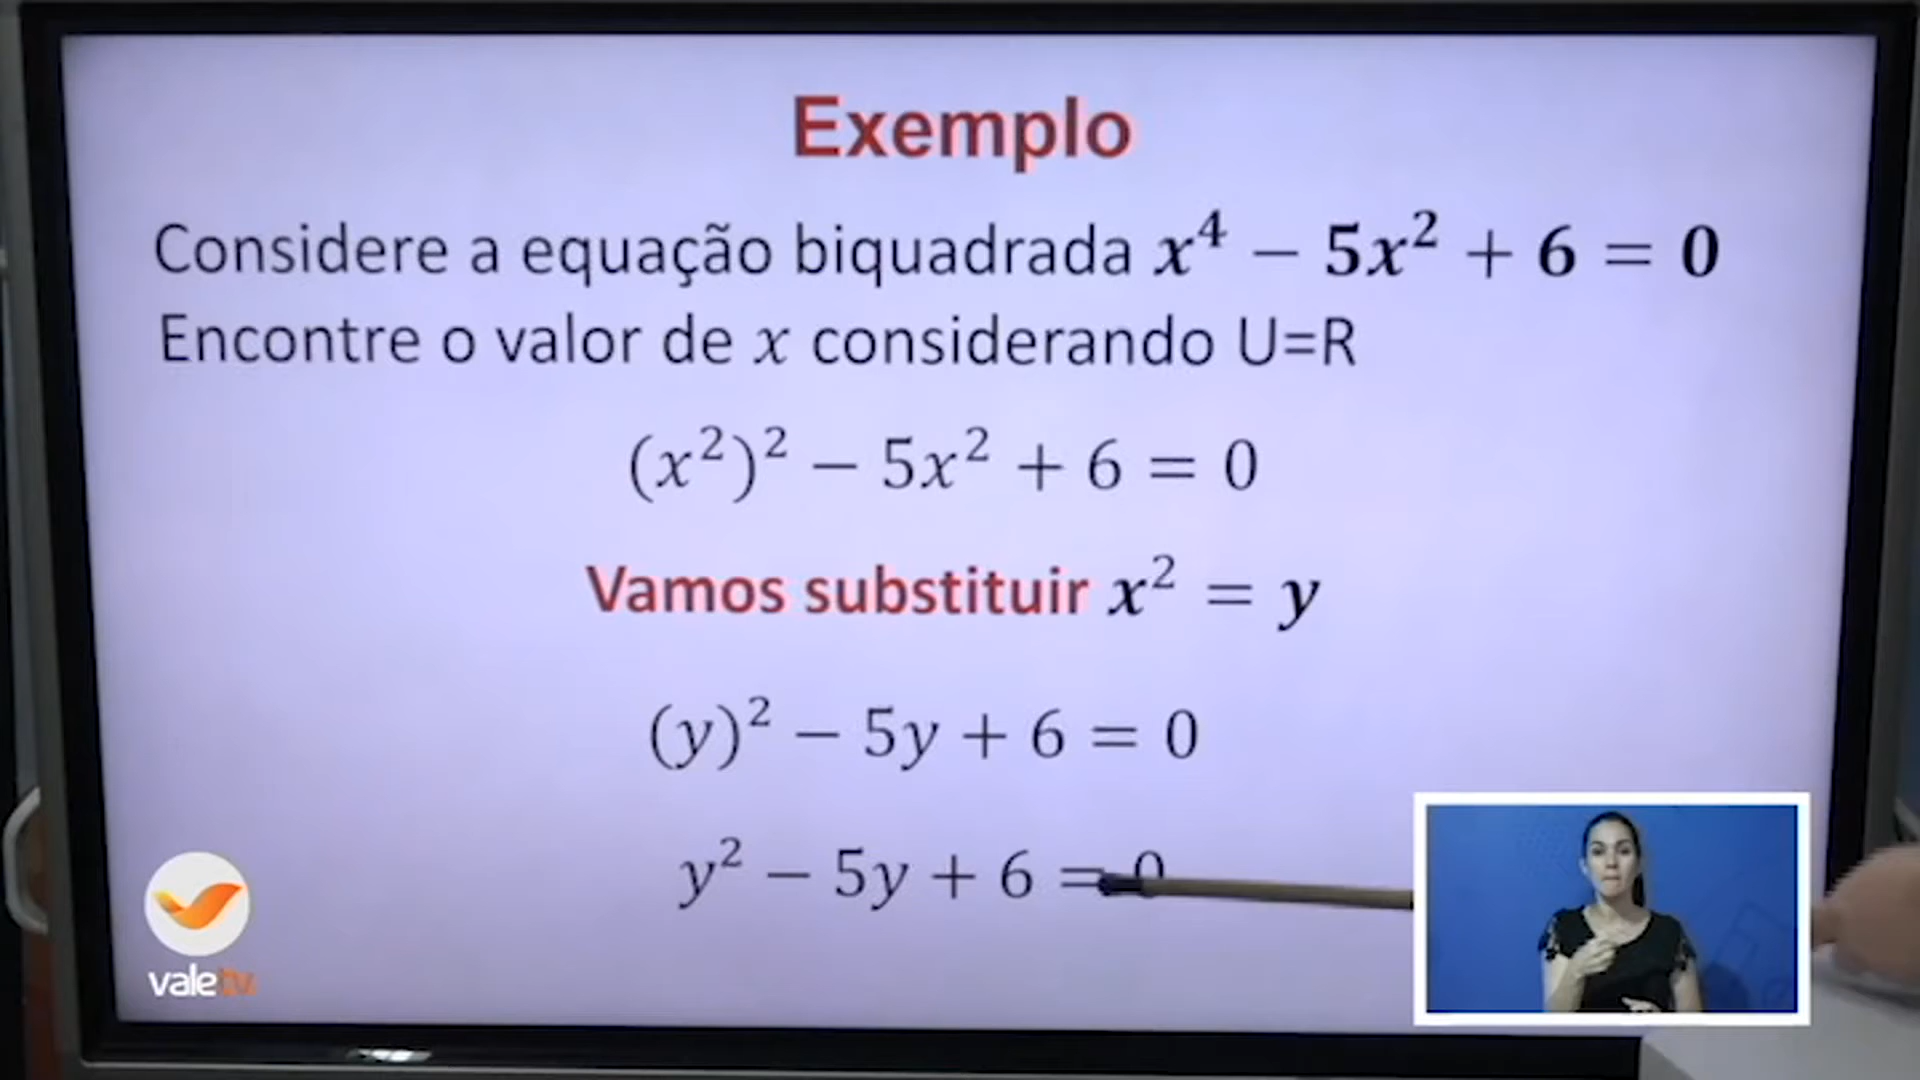 Exemplo
Considere a equação biquadrada x⁴ − 5x² + 6 = 0
Encontre o valor de x considerando U=R
(x²)² − 5x² + 6 = 0
Vamos substituir x² = y
(y)² − 5y + 6 = 0
y² − 5y + 6 = 0
valetv